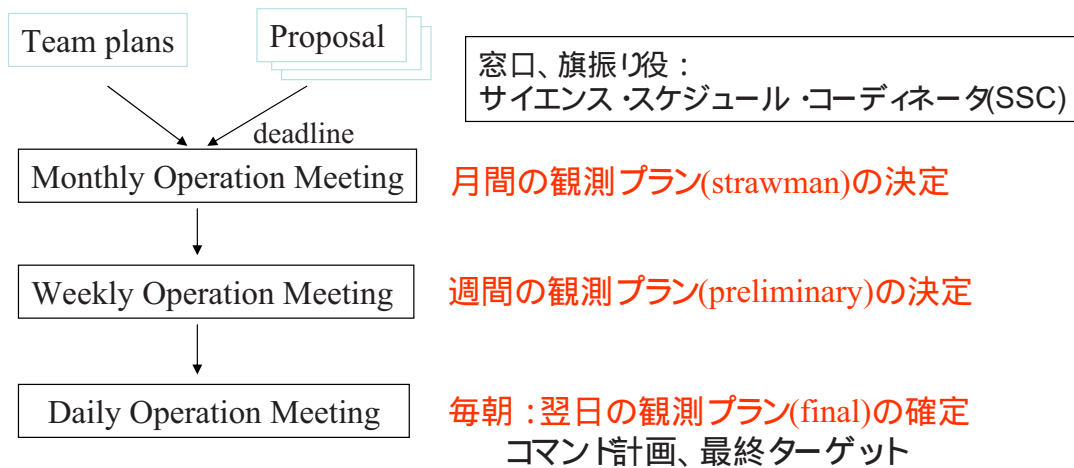 Team plans
Proposal
窓口、旗振り役：
サイエンス・スケジュール・コーディネータ(SSC)
deadline
Monthly Operation Meeting
月間の観測プラン(strawman)の決定
Weekly Operation Meeting
週間の観測プラン(preliminary)の決定
Daily Operation Meeting
毎朝：翌日の観測プラン(final)の確定
コマンド計画、最終ターゲット